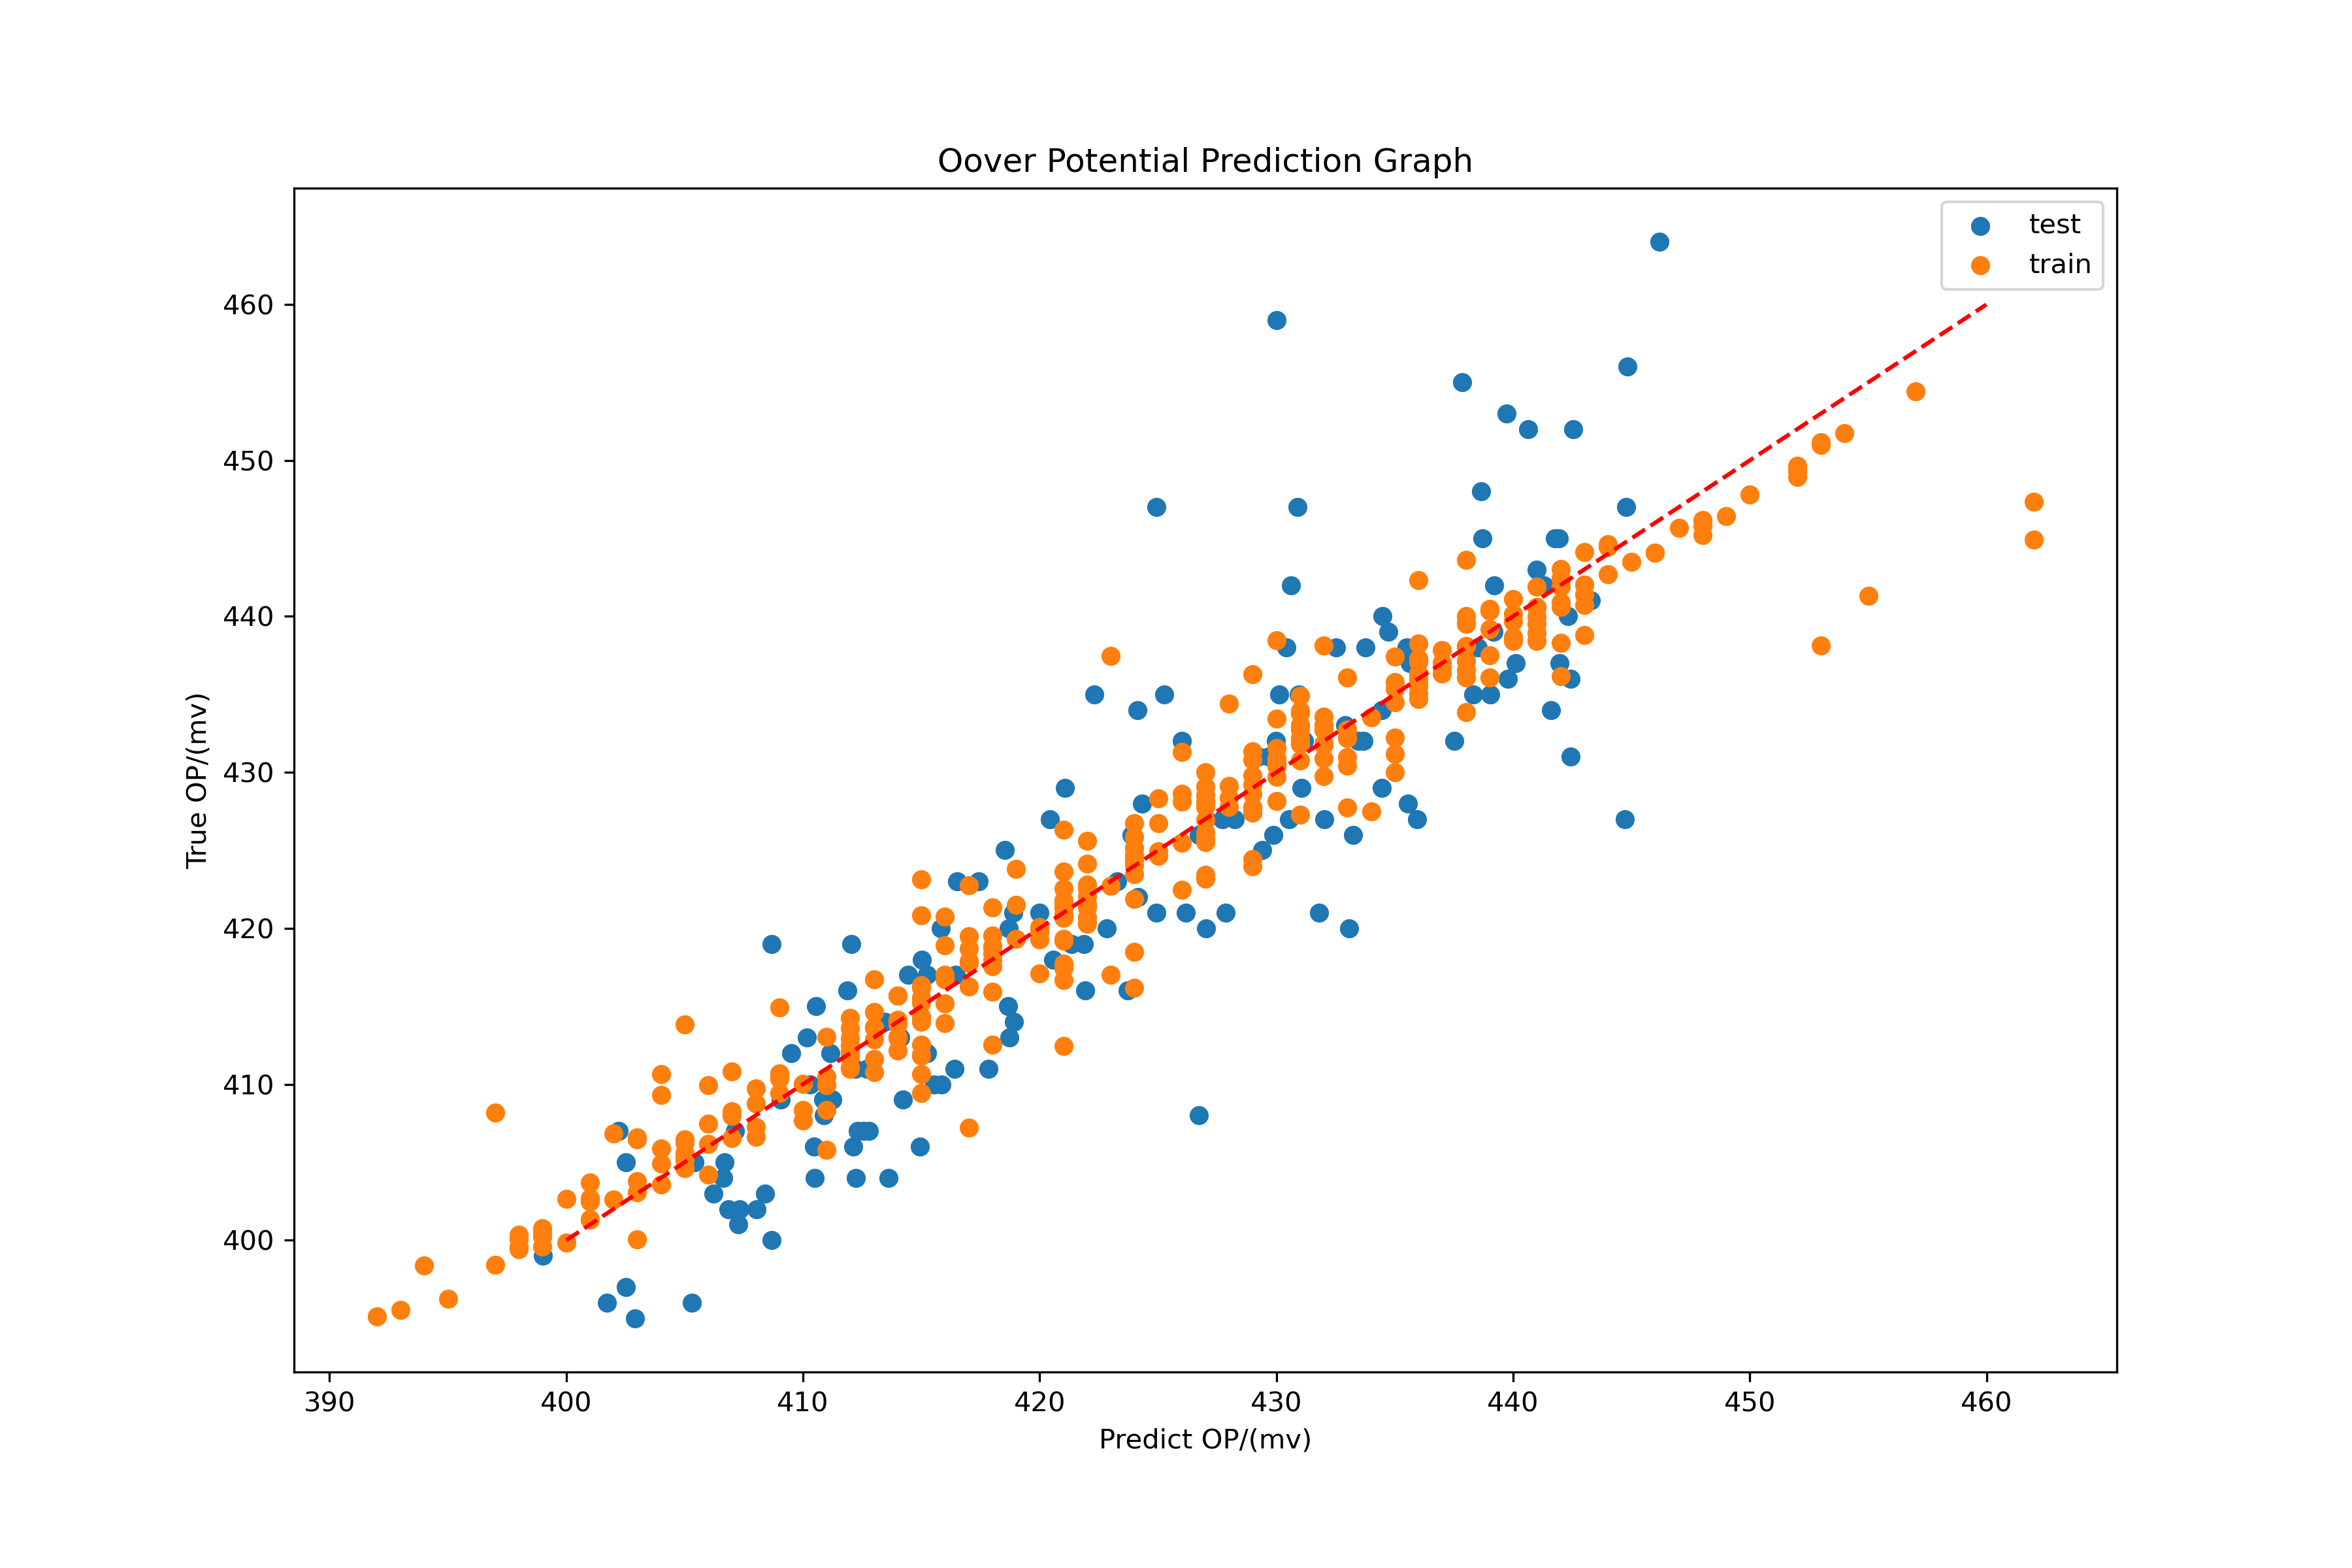 Oover Potential Prediction Graph
test
train
460
450
440
430
420
410
400
True OP/(mv)
390 400 410 420 430 440 450 460
Predict OP/(mv)